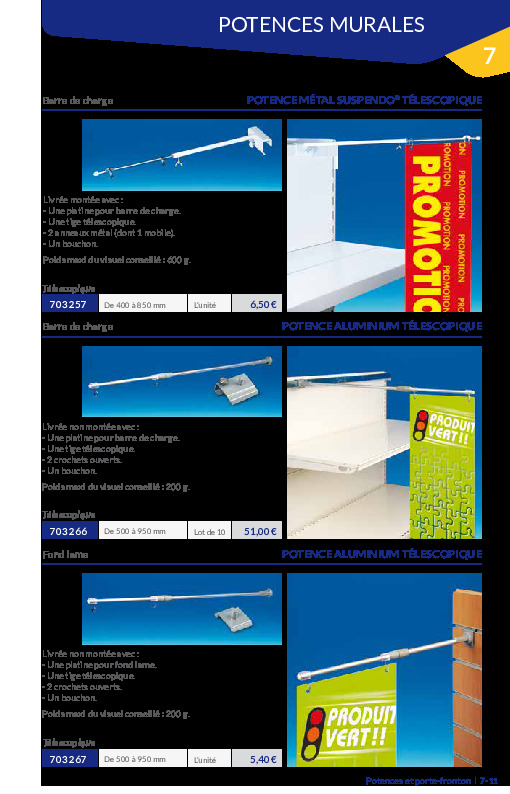 POTENCES MURALES
7
Barre de charge
POTENCE MÉTAL SUSPENDO® TÉLESCOPIQUE
PROMOTION
PROMOTION
PROMOTION
PROMOTION
Livrée montée avec :
- Une platine pour barre de charge.
- Une tige télescopique.
- 2 anneaux métal (dont 1 mobile).
- Un bouchon.
Poids maxi du visuel conseillé : 600 g.
Télescopique
703257 De 400 à 850 mm L'unité 6,50 €
Barre de charge
POTENCE ALUMINIUM TÉLESCOPIQUE
PRODUIT
VERT!!
Livrée non montée avec :
- Une platine pour barre de charge.
- Une tige télescopique.
- 2 crochets ouverts.
- Un bouchon.
Poids maxi du visuel conseillé : 200 g.
Télescopique
703266 De 500 à 950 mm Lot de 10 51,00 €
Fond lame
POTENCE ALUMINIUM TÉLESCOPIQUE
PRODUIT
VERT!!
Livrée non montée avec :
- Une platine pour fond lame.
- Une tige télescopique.
- 2 crochets ouverts.
- Un bouchon.
Poids maxi du visuel conseillé : 200 g.
Télescopique
703267 De 500 à 950 mm L'unité 5,40 €
Potences et porte-fronton | 7-11